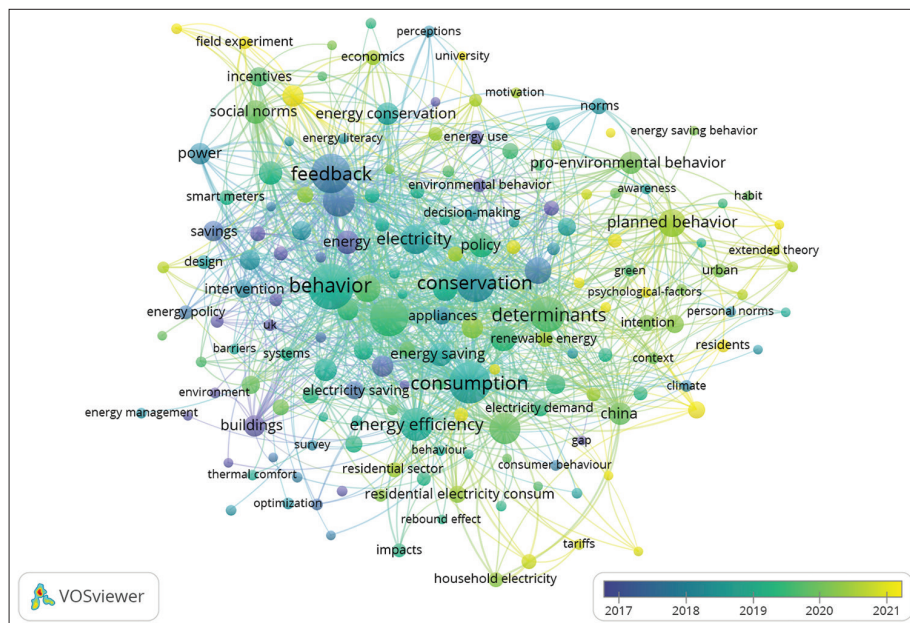 perceptions
field experiment
economics
university
incentives
motivation
norms
social norms
energy conservation
energy saving behavior
energy literacy
energy use
power
pro-environmental behavior
feedback
environmental behavior
awareness
smart meters
habit
decision-making
planned behavior
savings
energy
electricity
policy
extended theory
design
green
urban
behavior
conservation
intervention
psychological-factors
energy policy
appliances
determinants
personal norms
uk
intention
renewable energy
residents
barriers
systems
energy saving
context
environment
electricity saving
consumption
climate
energy management
buildings
electricity demand
china
energy efficiency
survey
behaviour
gap
thermal comfort
residential sector
consumer behaviour
optimization
residential electricity consum
rebound effect
impacts
tariffs
household electricity
VOSviewer
2017 2018 2019 2020 2021